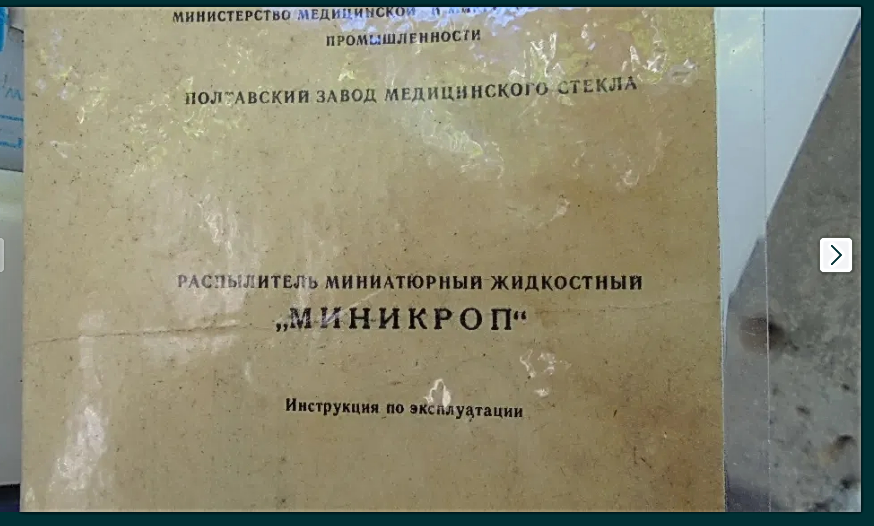 МИНИСТЕРСТВО МЕДИЦИНСКОЙ
ПРОМЫШЛЕННОСТИ
ПОЛТАВСКИЙ ЗАВОД МЕДИЦИНСКОГО СТЕКЛА
РАСПЫЛИТЕЛЬ МИНИАТЮРНЫЙ ЖИДКОСТНЫЙ
„МИНИКРОП“
Инструкция по эксплуатации